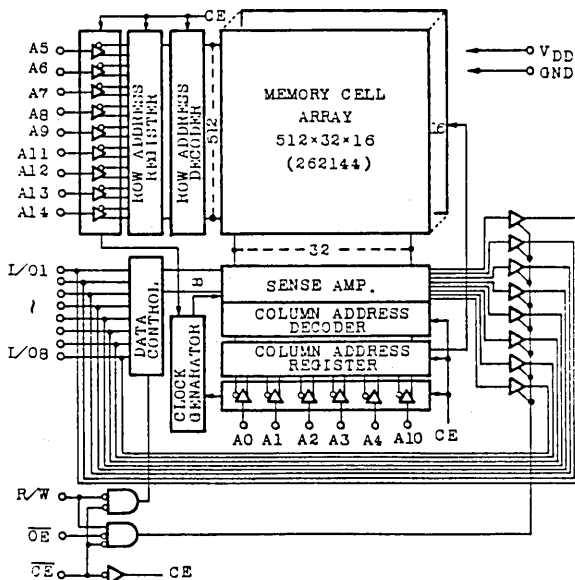 CE
A5
A6
A7
A8
A9
A11
A12
A13
A14
ROW ADDRESS
REGISTER
ROW ADDRESS
DECODER
512
MEMORY CELL
ARRAY
512×32×16
(262144)
16
VDD
GND
32
I/O1
~
I/O8
DATA
CONTROL
8
SENSE AMP.
COLUMN ADDRESS
DECODER
COLUMN ADDRESS
REGISTER
CLOCK
GENARATOR
A0 A1 A2 A3 A4 A10
CE
R/W
OE
CE
CE